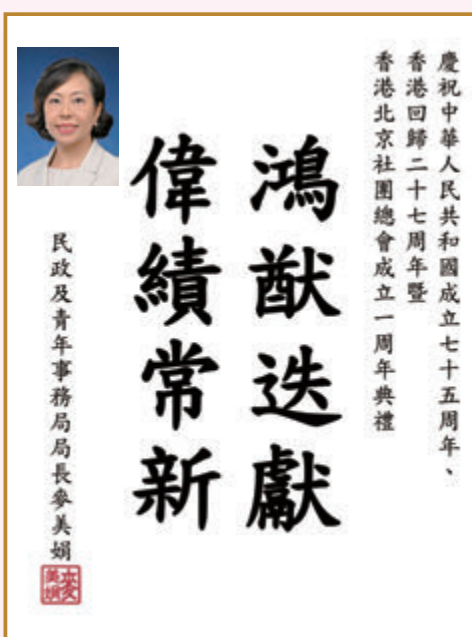 慶祝中華人民共和國成立七十五周年、
香港回歸二十七周年暨
香港北京社團總會成立一周年典禮
鴻猷迭獻
偉績常新
民政及青年事務局局長麥美娟
麥美娟